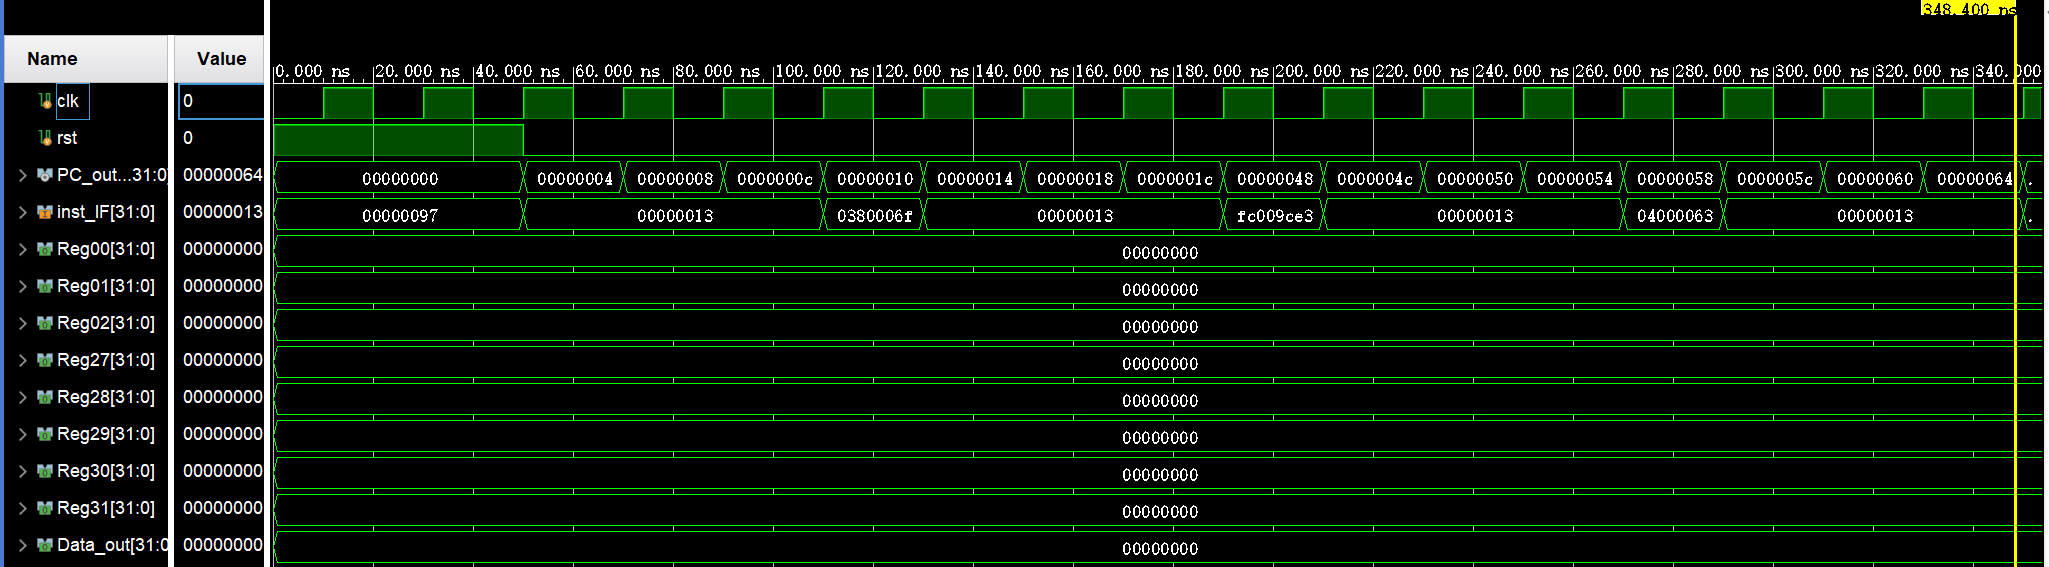 348.400 ns
Name Value
0.000 ns 20.000 ns 40.000 ns 60.000 ns 80.000 ns 100.000 ns 120.000 ns 140.000 ns 160.000 ns 180.000 ns 200.000 ns 220.000 ns 240.000 ns 260.000 ns 280.000 ns 300.000 ns 320.000 ns 340.000
clk 0
rst 0
PC_out...31:0] 00000064 00000000 00000004 00000008 0000000c 00000010 00000014 00000018 0000001c 00000048 0000004c 00000050 00000054 00000058 0000005c 00000060 00000064 .
inst_IF[31:0] 00000013 00000097 00000013 0380006f 00000013 fc009ce3 00000013 04000063 00000013 .
Reg00[31:0] 00000000 00000000
Reg01[31:0] 00000000 00000000
Reg02[31:0] 00000000 00000000
Reg27[31:0] 00000000 00000000
Reg28[31:0] 00000000 00000000
Reg29[31:0] 00000000 00000000
Reg30[31:0] 00000000 00000000
Reg31[31:0] 00000000 00000000
Data_out[31:0 00000000 00000000